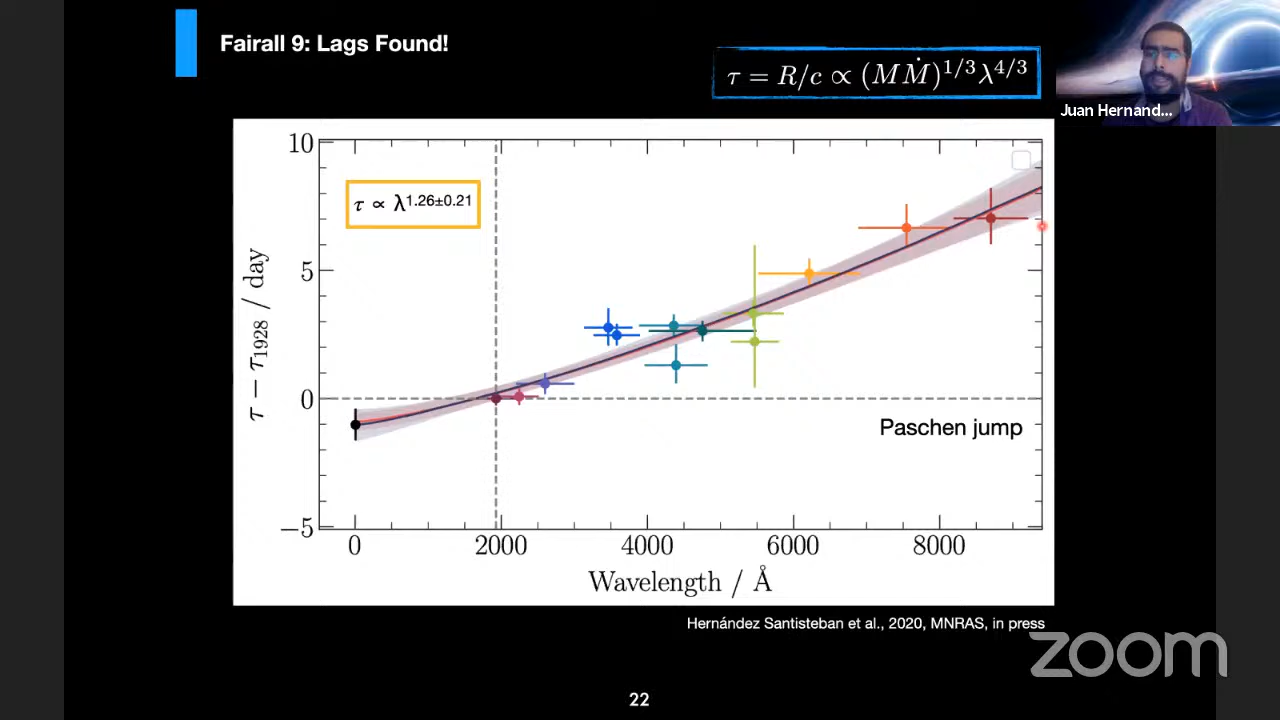 Fairall 9: Lags Found!
τ = R/c ∝ (MṀ)^1/3 λ^4/3
Juan Hernand...
10
τ ∝ λ^1.26±0.21
5
τ − τ1928 / day
0
Paschen jump
−5
0 2000 4000 6000 8000
Wavelength / Å
Hernández Santisteban et al., 2020, MNRAS, in press
zoom
22